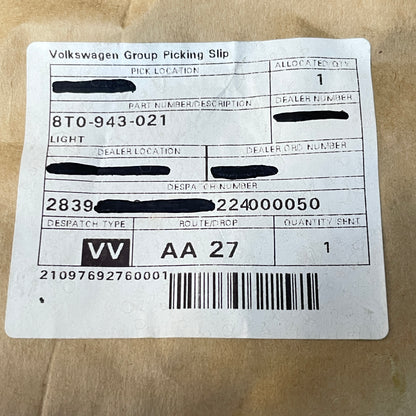 Volkswagen Group Picking Slip
PICK LOCATION
ALLOCATED/QTY
1
PART NUMBER/DESCRIPTION
DEALER NUMBER
8T0-943-021
LIGHT
DEALER LOCATION
DEALER ORD NUMBER
DESPATCH NUMBER
2839 224000050
DESPATCH TYPE
ROUTE/DROP
QUANTITY SENT
VV
AA 27
1
21097692760001